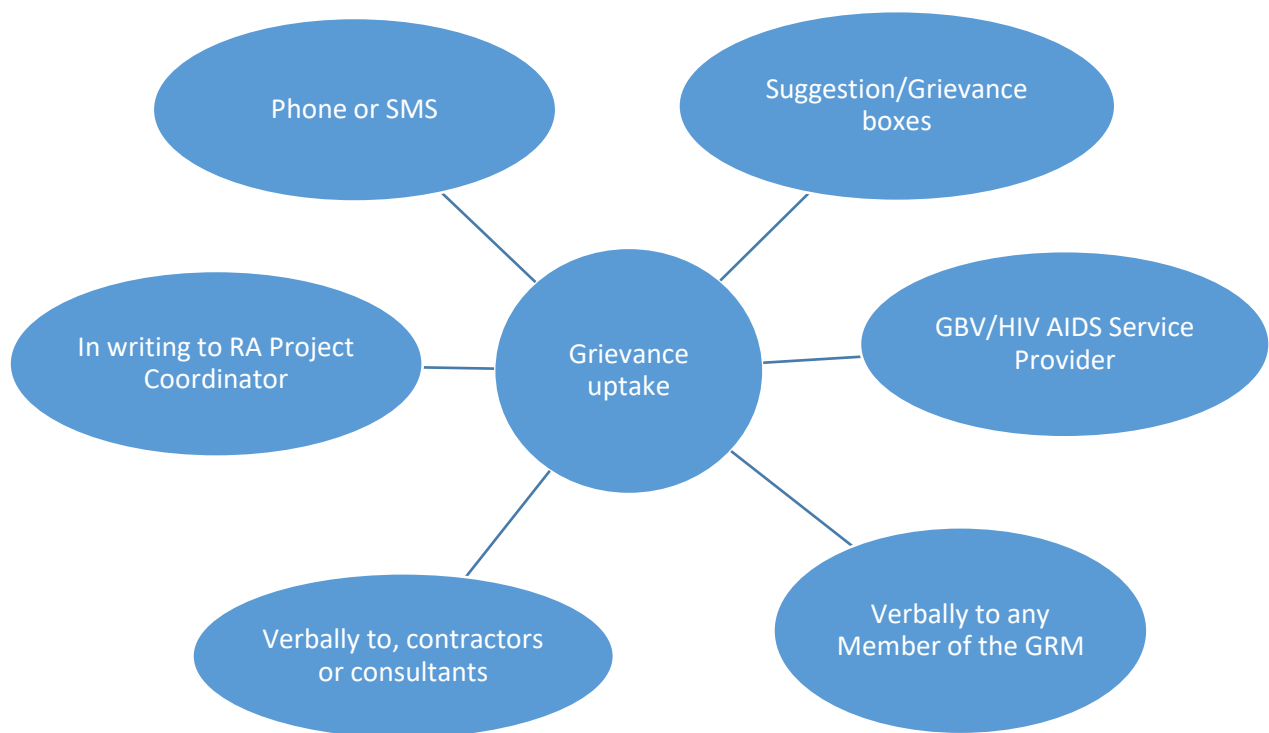 Phone or SMS
Suggestion/Grievance
boxes
In writing to RA Project
Coordinator
Grievance
uptake
GBV/HIV AIDS Service
Provider
Verbally to, contractors
or consultants
Verbally to any
Member of the GRM